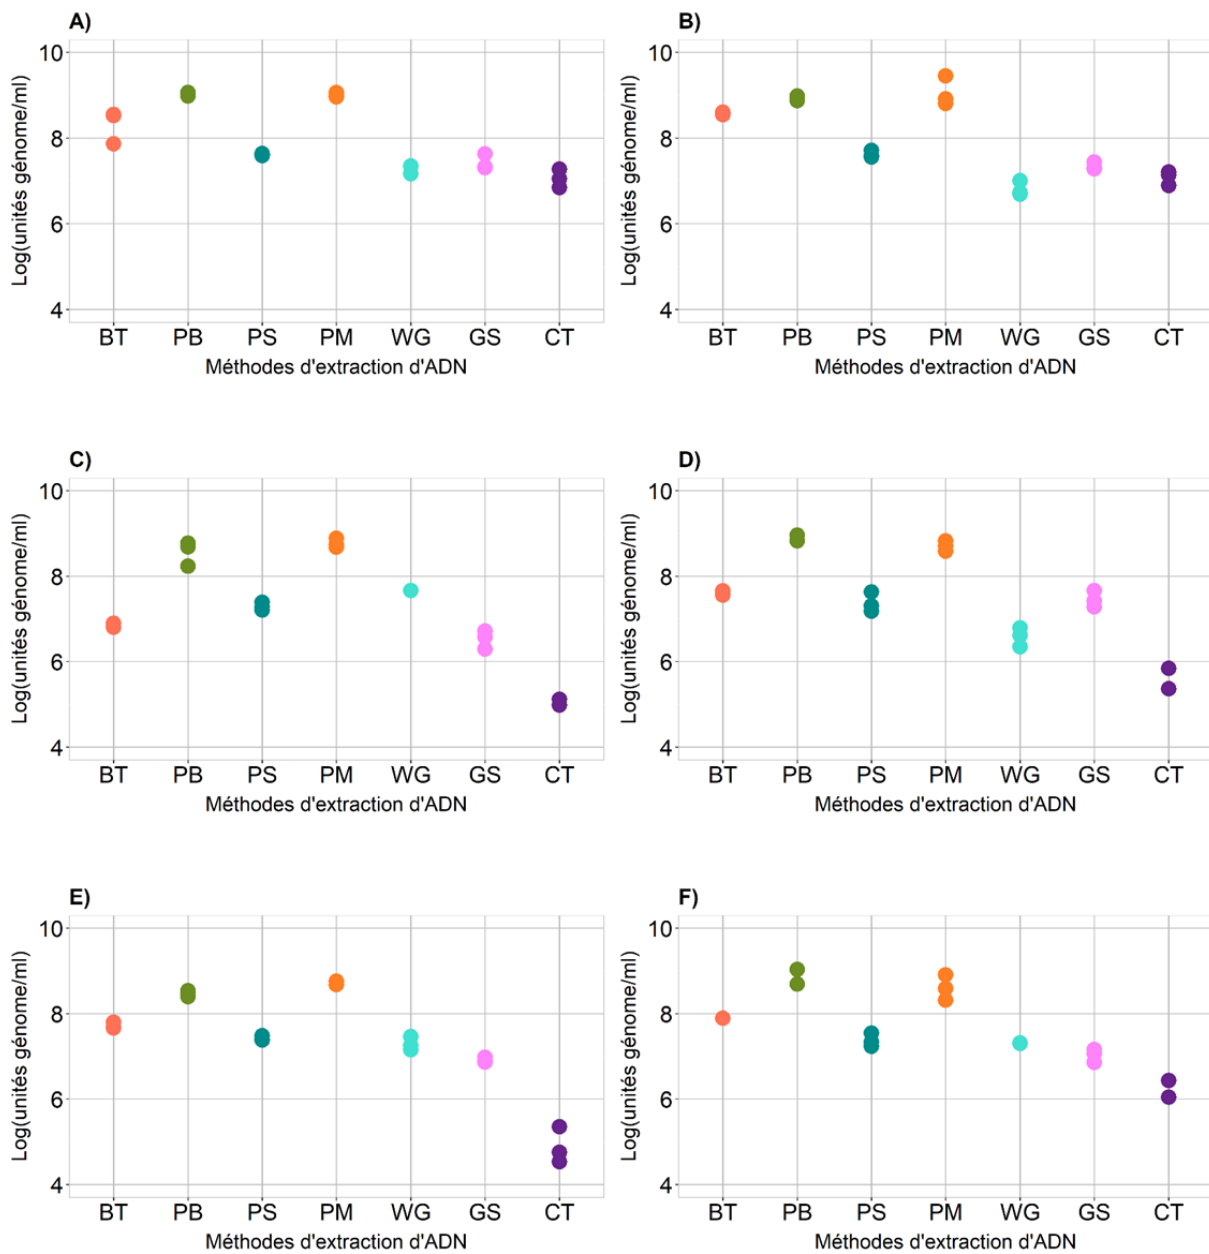 A)
10
8
6
4
Log(unités génome/ml)
BT PB PS PM WG GS CT
Méthodes d'extraction d'ADN
B)
10
8
6
4
Log(unités génome/ml)
BT PB PS PM WG GS CT
Méthodes d'extraction d'ADN
C)
10
8
6
4
Log(unités génome/ml)
BT PB PS PM WG GS CT
Méthodes d'extraction d'ADN
D)
10
8
6
4
Log(unités génome/ml)
BT PB PS PM WG GS CT
Méthodes d'extraction d'ADN
E)
10
8
6
4
Log(unités génome/ml)
BT PB PS PM WG GS CT
Méthodes d'extraction d'ADN
F)
10
8
6
4
Log(unités génome/ml)
BT PB PS PM WG GS CT
Méthodes d'extraction d'ADN